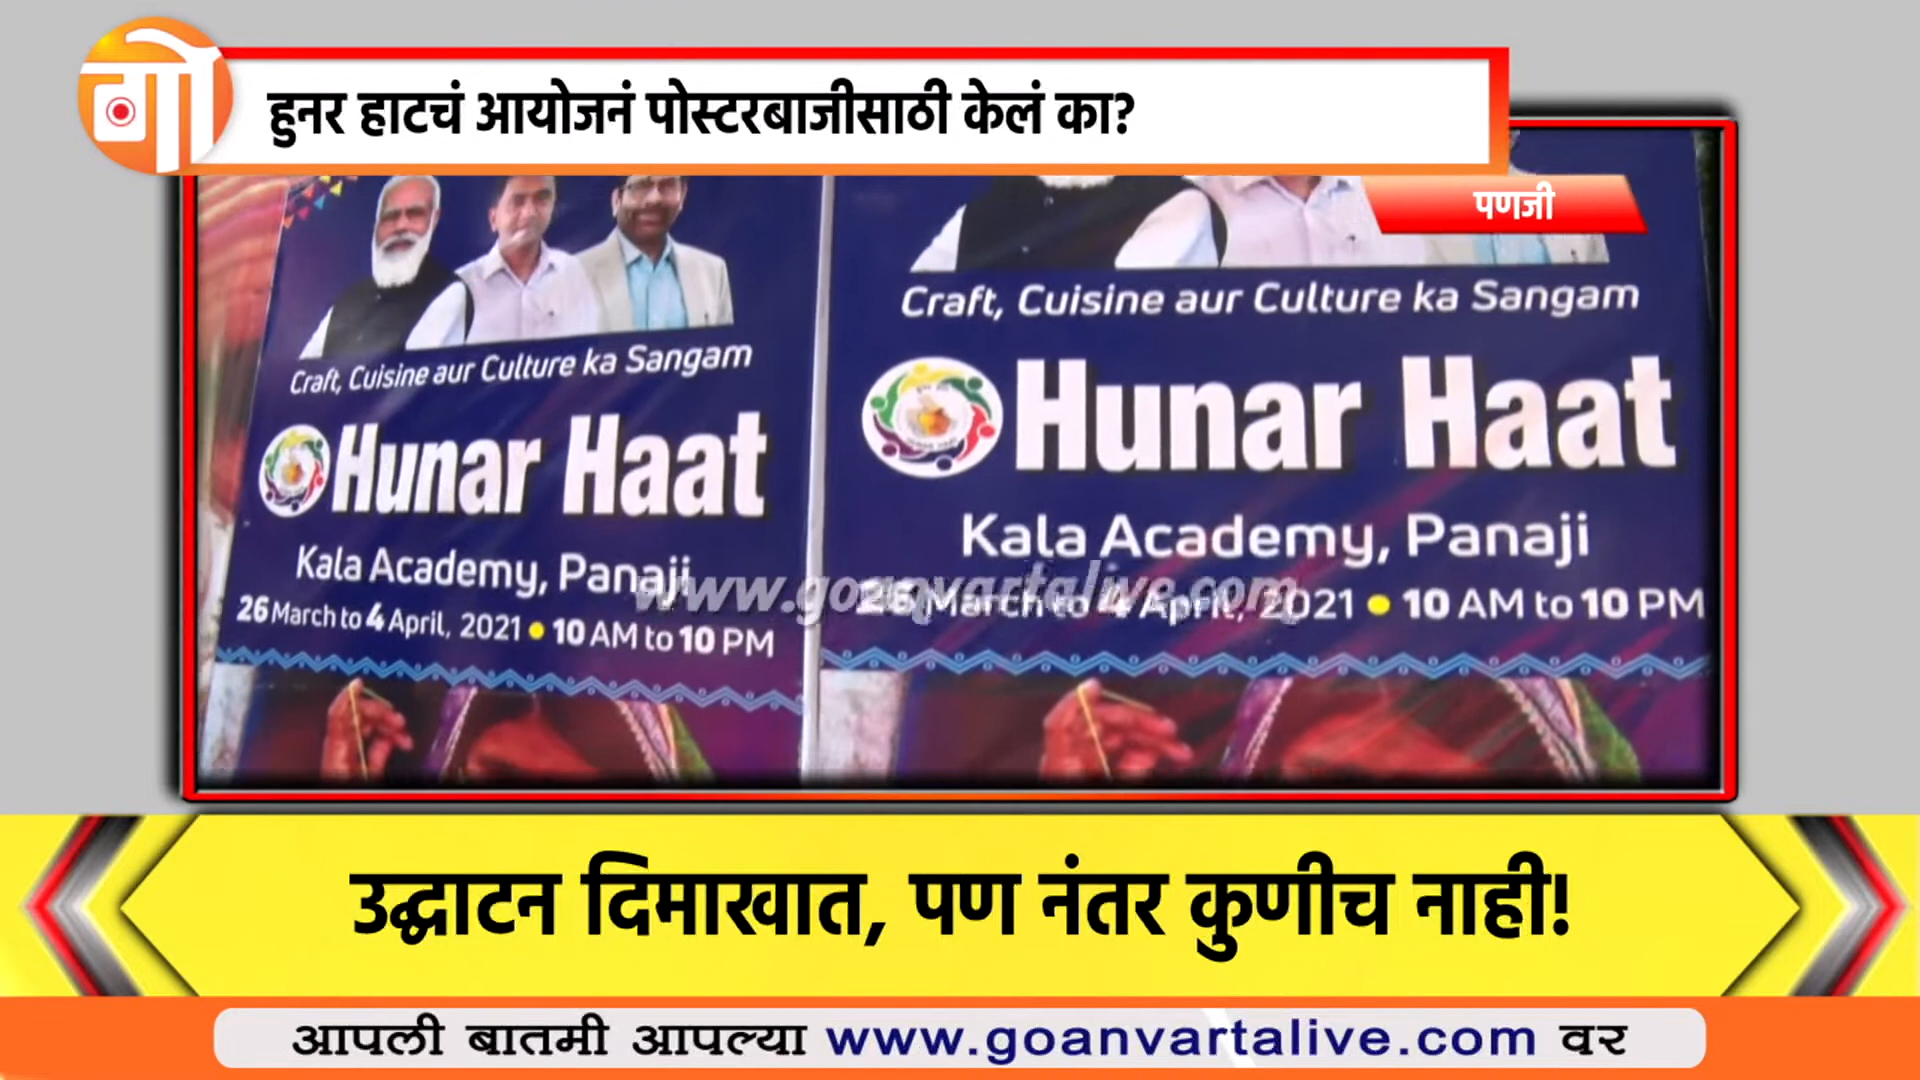 गो
हुनर हाटचं आयोजनं पोस्टरबाजीसाठी केलं का?
पणजी
Craft, Cuisine aur Culture ka Sangam
Hunar Haat
Kala Academy, Panaji
26 March to 4 April, 2021 • 10 AM to 10 PM
Craft, Cuisine aur Culture ka Sangam
Hunar Haat
Kala Academy, Panaji
26 March to 4 April, 2021 • 10 AM to 10 PM
www.goanvartalive.com
उद्घाटन दिमाखात, पण नंतर कुणीच नाही!
आपली बातमी आपल्या www.goanvartalive.com वर